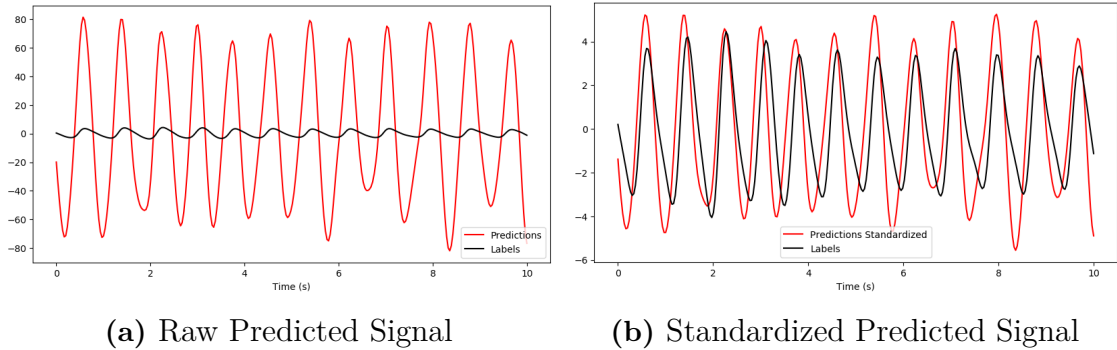 80
60
40
20
0
−20
−40
−60
−80
0 2 4 6 8 10
Time (s)
Predictions
Labels
(a) Raw Predicted Signal
4
2
0
−2
−4
−6
0 2 4 6 8 10
Time (s)
Predictions Standardized
Labels
(b) Standardized Predicted Signal